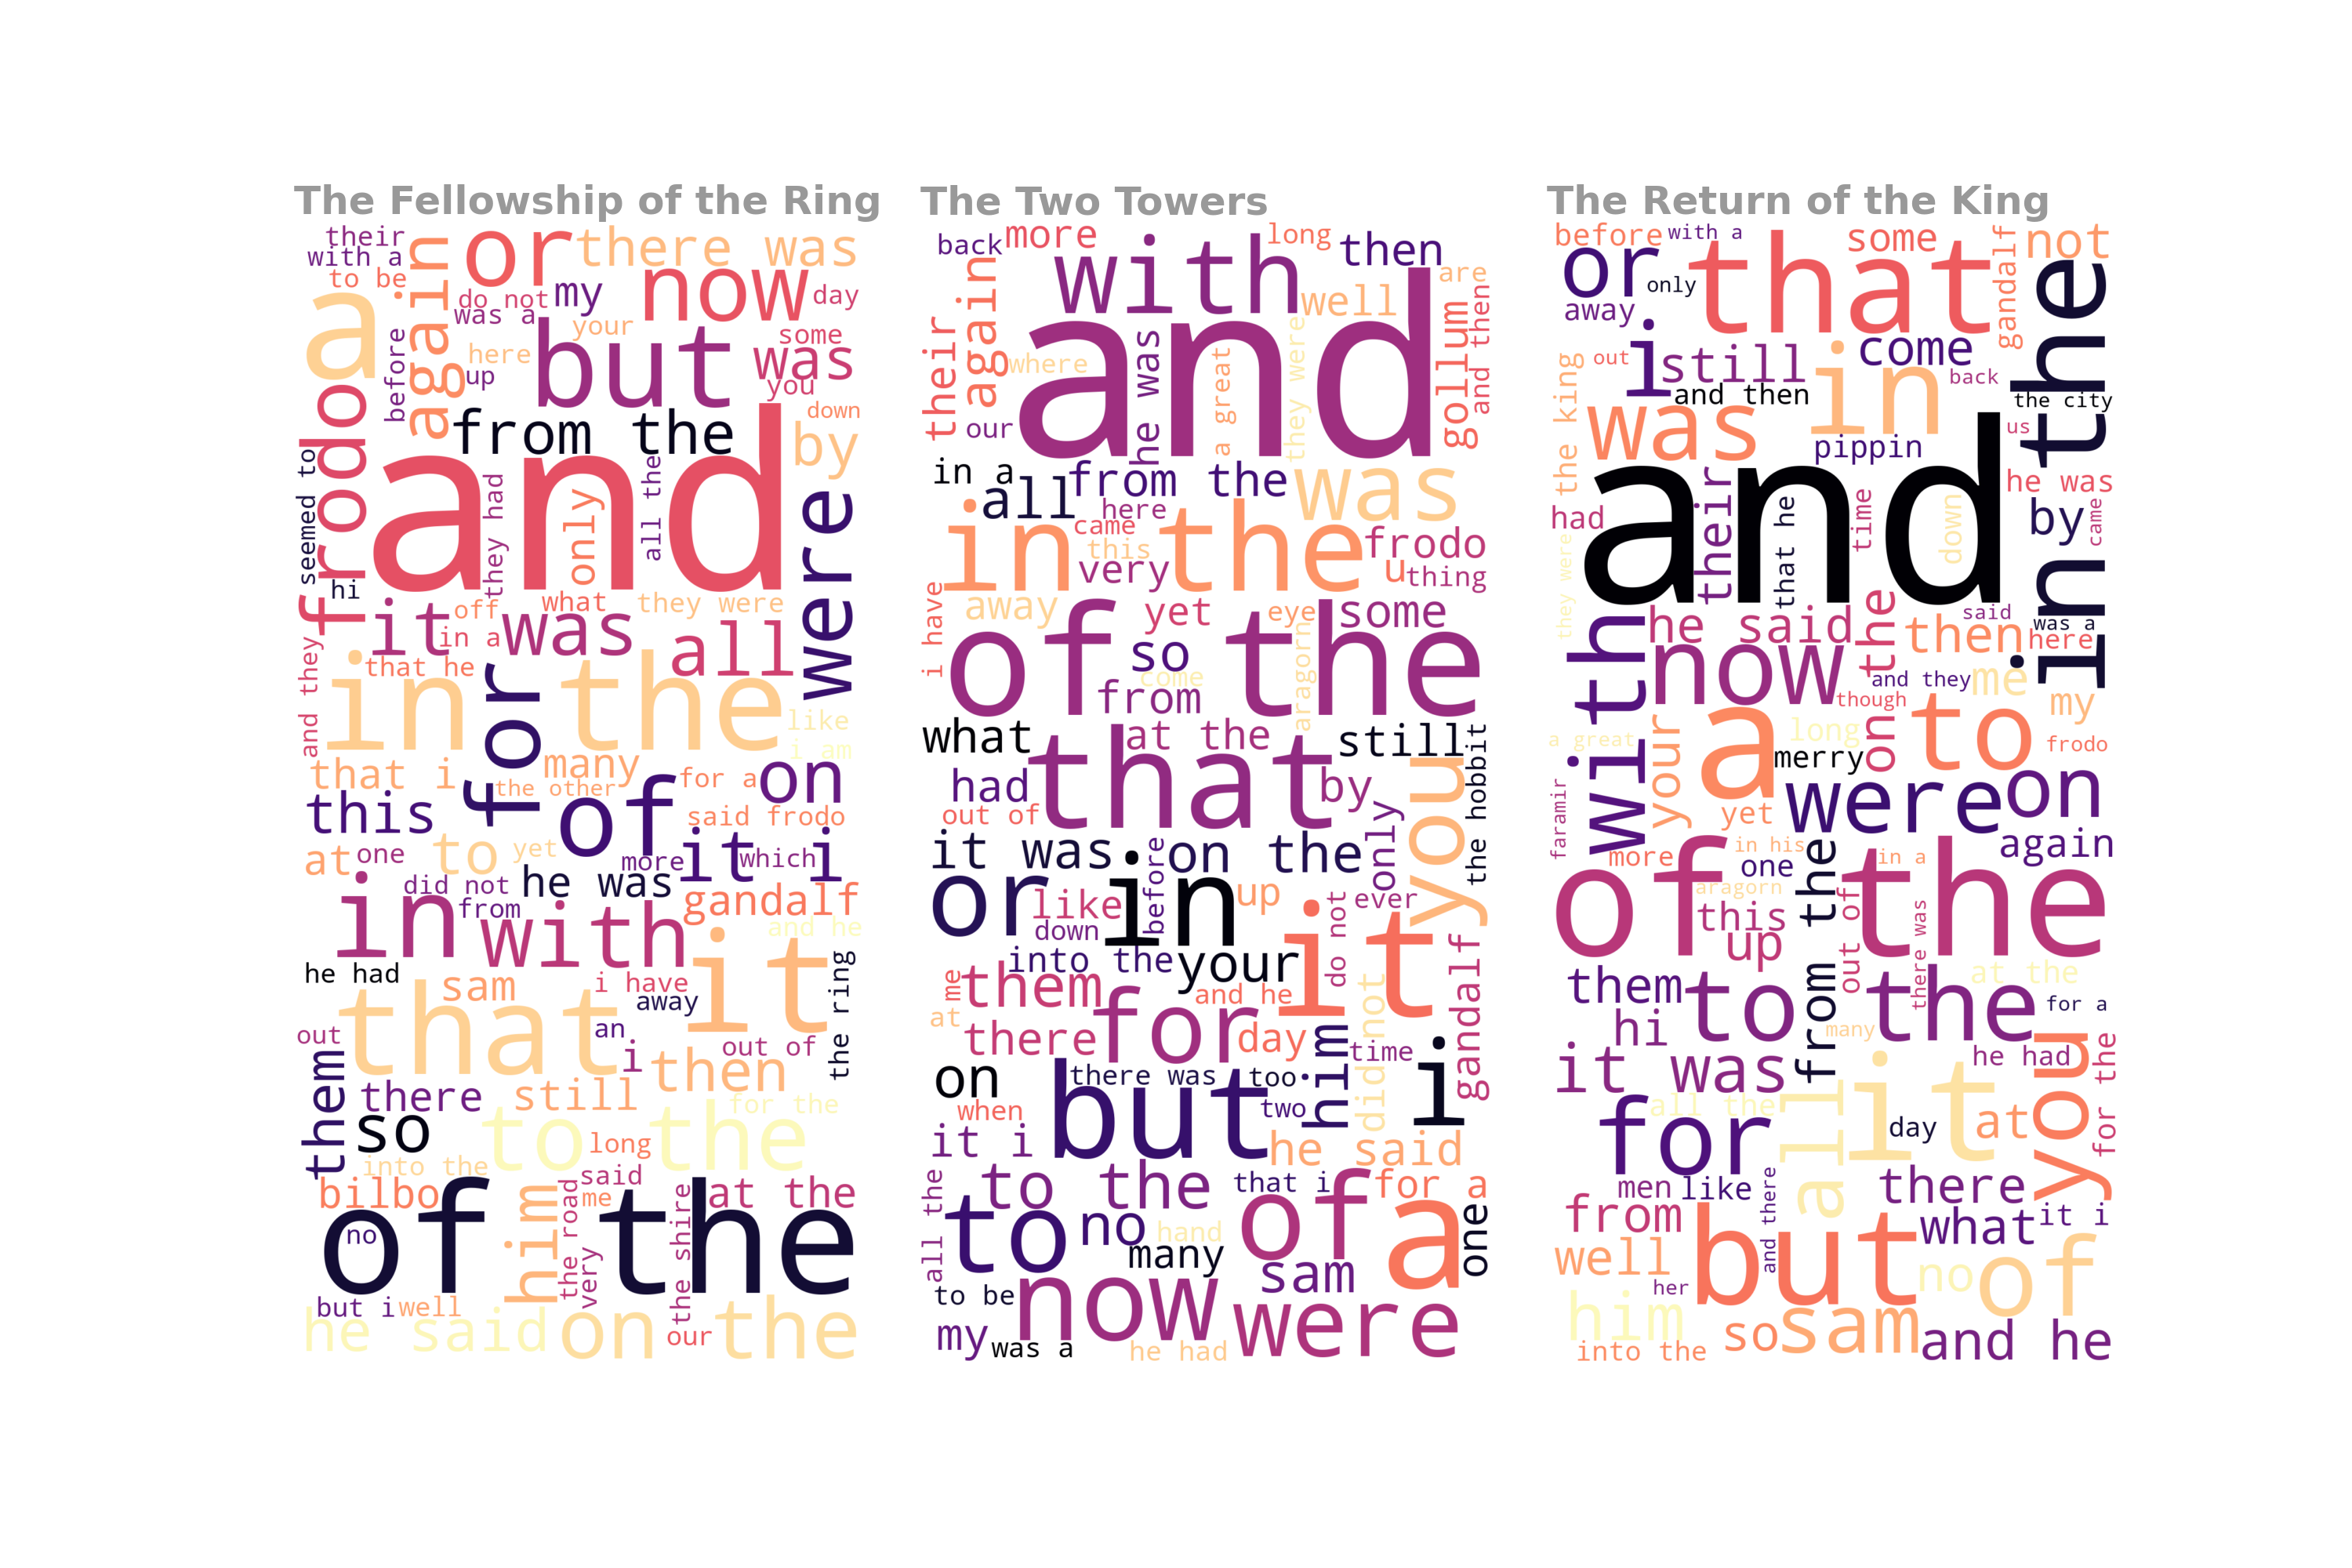 The Fellowship of the Ring
their
with a
to be
again
or
there was
a
do not
my
now
day
was a
your
but
some
was
before
here
up
you
frodo
from the
down
by
seemed to
and
they had
only
all the
were
hi
off
what
they were
it
in a
was
all
and they
that he
in the
for
like
i am
that i
many
the other
for a
on
this
of
said frodo
at
one
to
yet
more
which
it i
did not
he was
in
from
with
gandalf
and he
it
he had
sam
i have
away
the ring
that
out
an
i
out of
them
then
there
still
for the
so
to the
long
into the
said
bilbo
him
me
at the
of the
no
the road
very
the shire
but i
well
he said
on the
our
The Two Towers
back
more
long
then
with
are
again
well
their
and
gollum
and then
where
he was
a great
they were
our
in a
all
from the
was
here
in the
came
this
frodo
very
u
thing
i have
away
yet
eye
some
of the
so
come
from
aragorn
what
at the
still
that
had
by
you
the hobbit
out of
only
it was
in
on the
before
or
like
up
do not
ever
down
it
into the
your
gandalf
them
at me
and he
did not
there
for
day
him
time
i
on
there was
too
but
two
when
it i
he said
all the
to the
that i
of
for a
a
to
no
hand
many
one
sam
to be
now
were
my
was a
he had
The Return of the King
before
with a
that
some
gandalf
not
or
only
the
away
i
come
the king
out
still
in
back
and then
the city
was
us
pippin
and
he was
had
their
that he
time
down
by
came
they were
with
he said
on the
said
was a
now
then
here
in
and they
me
though
a
my
a great
your
long
to
merry
frodo
were
on
faramir
yet
in his
again
more
from the
one
in a
of the
aragorn
this
out of
there was
up
them
to the
at the
for a
hi
many
you
it was
it
he had
for the
all
all the
for
day
at
and there
there
men
like
from
but
what
it i
well
no
of
her
him
so
sam
and he
into the